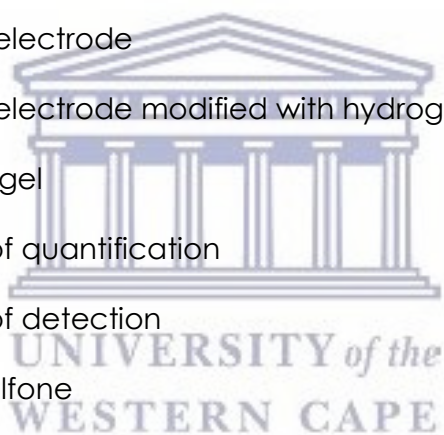 electrode
electrode modified with hydrog
gel
of quantification
of detection
UNIVERSITY of the
lfone
WESTERN CAPE